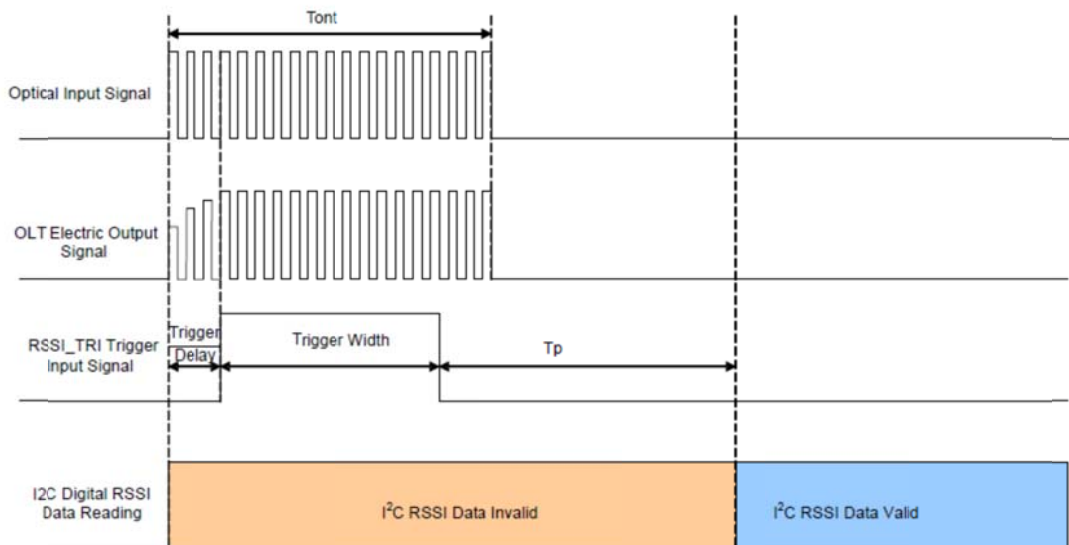 Tont
Optical Input Signal
OLT Electric Output
Signal
Trigger
Delay
Trigger Width
Tp
RSSI_TRI Trigger
Input Signal
I2C Digital RSSI
Data Reading
I²C RSSI Data Invalid
I²C RSSI Data Valid